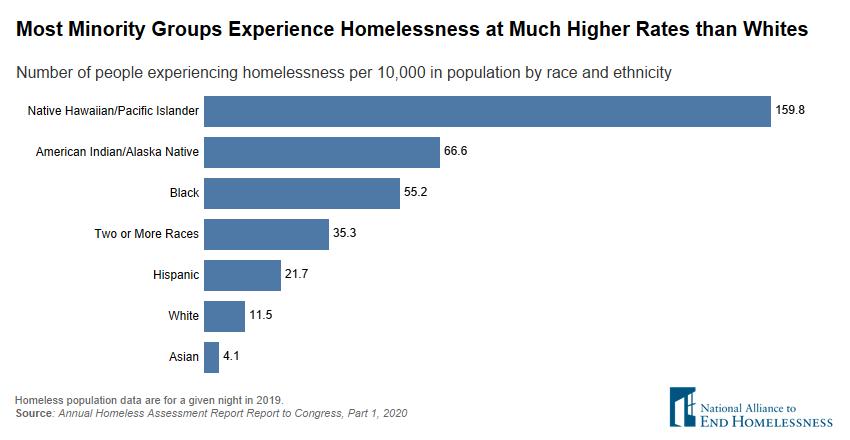 Most Minority Groups Experience Homelessness at Much Higher Rates than Whites
Number of people experiencing homelessness per 10,000 in population by race and ethnicity
Native Hawaiian/Pacific Islander 159.8
American Indian/Alaska Native 66.6
Black 55.2
Two or More Races 35.3
Hispanic 21.7
White 11.5
Asian 4.1
Homeless population data are for a given night in 2019.
Source: Annual Homeless Assessment Report Report to Congress, Part 1, 2020
National Alliance to
END HOMELESSNESS